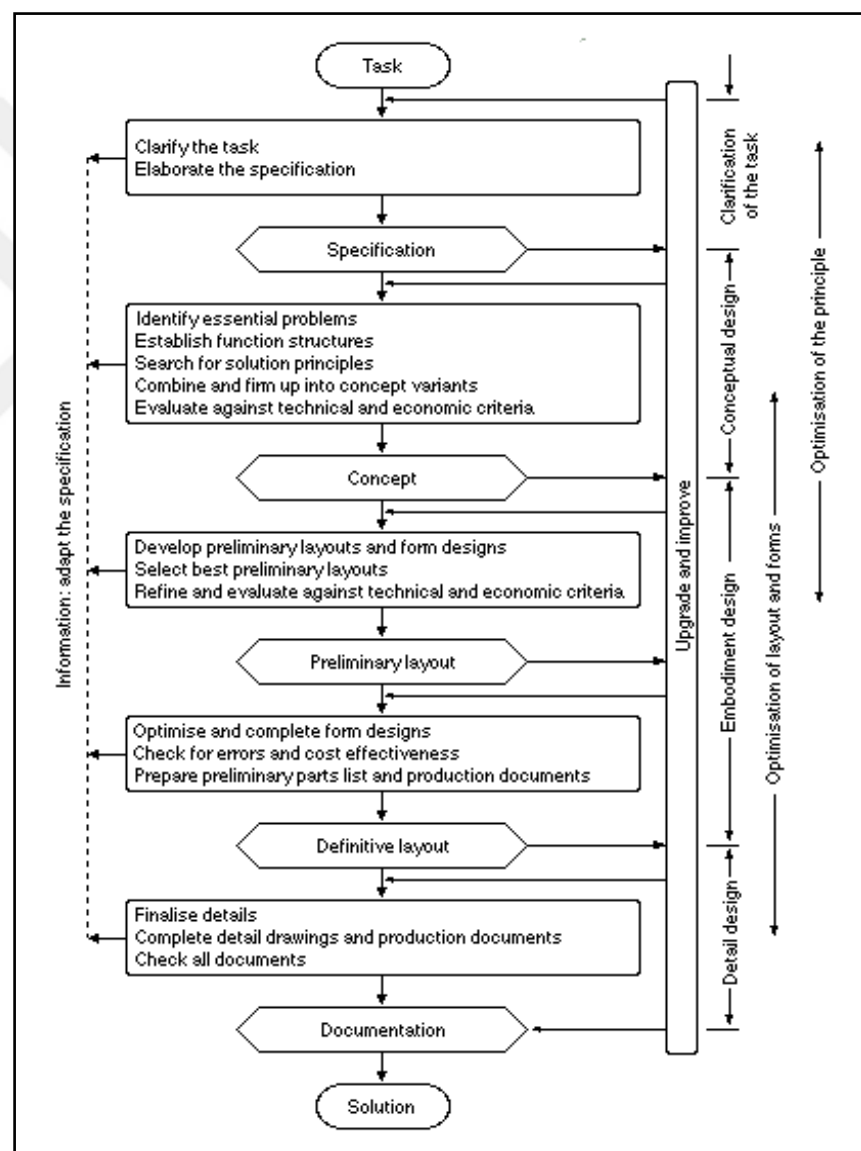 Task
Clarify the task
Elaborate the specification
Specification
Identify essential problems
Establish function structures
Search for solution principles
Combine and firm up into concept variants
Evaluate against technical and economic criteria
Concept
Develop preliminary layouts and form designs
Select best preliminary layouts
Refine and evaluate against technical and economic criteria
Preliminary layout
Optimise and complete form designs
Check for errors and cost effectiveness
Prepare preliminary parts list and production documents
Definitive layout
Finalise details
Complete detail drawings and production documents
Check all documents
Documentation
Solution
Information: adapt the specification
Upgrade and improve
Clarification
of the task
Conceptual design
Embodiment design
Detail design
Optimisation of layout and forms
Optimisation of the principle